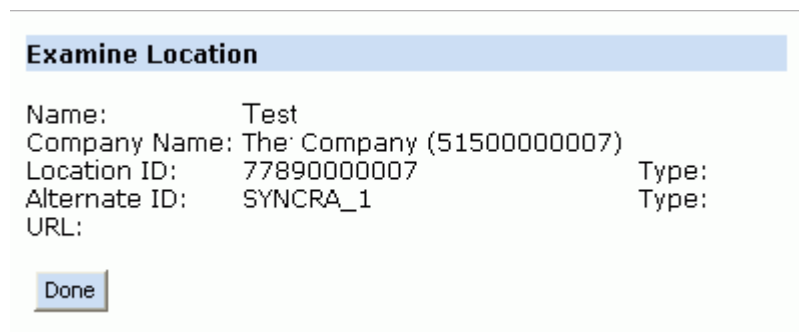 Examine Location
Name: Test
Company Name: The Company (51500000007)
Location ID: 77890000007 Type:
Alternate ID: SYNCRA_1 Type:
URL:
Done